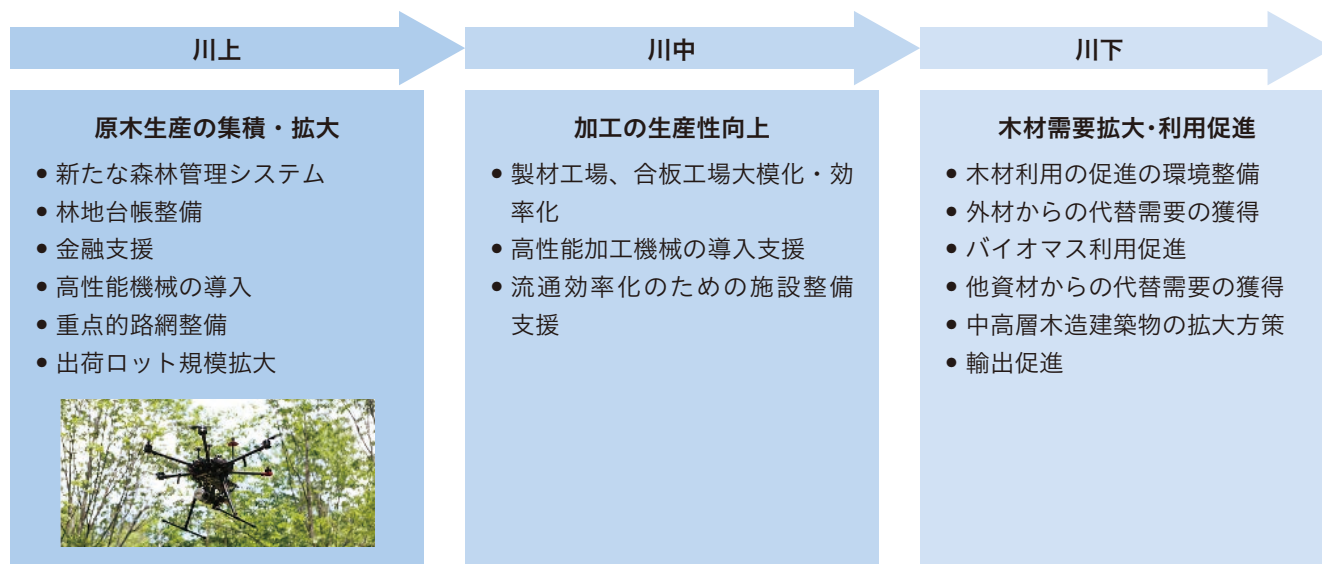 川上
原木生産の集積・拡大
● 新たな森林管理システム
● 林地台帳整備
● 金融支援
● 高性能機械の導入
● 重点的路網整備
● 出荷ロット規模拡大
川中
加工の生産性向上
● 製材工場、合板工場大模化・効
率化
● 高性能加工機械の導入支援
● 流通効率化のための施設整備
支援
川下
木材需要拡大・利用促進
● 木材利用の促進の環境整備
● 外材からの代替需要の獲得
● バイオマス利用促進
● 他資材からの代替需要の獲得
● 中高層木造建築物の拡大方策
● 輸出促進